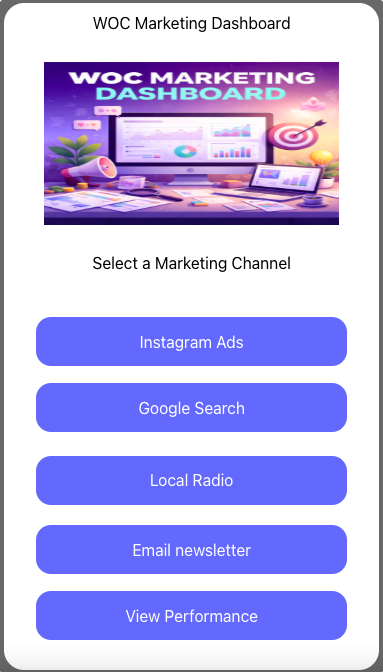 WOC Marketing Dashboard
WOC MARKETING
DASHBOARD
Select a Marketing Channel
Instagram Ads
Google Search
Local Radio
Email newsletter
View Performance